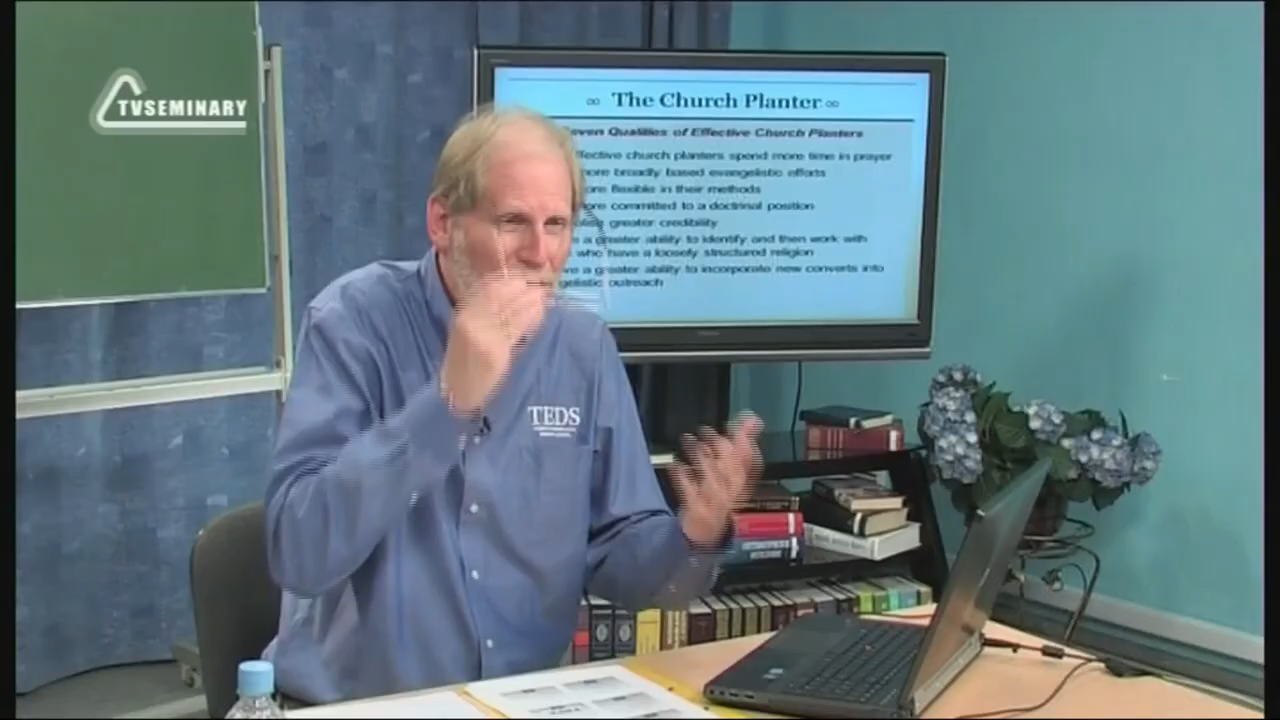 TVSEMINARY
∞ The Church Planter ∞
even Qualities of Effective Church Planters
ffective church planters spend more time in prayer
ore broadly based evangelistic efforts
ore flexible in their methods
ore committed to a doctrinal position
greater credibility
a greater ability to identify and then work with
who have a loosely structured religion
ve a greater ability to incorporate new converts into
gelistic outreach
TEDS